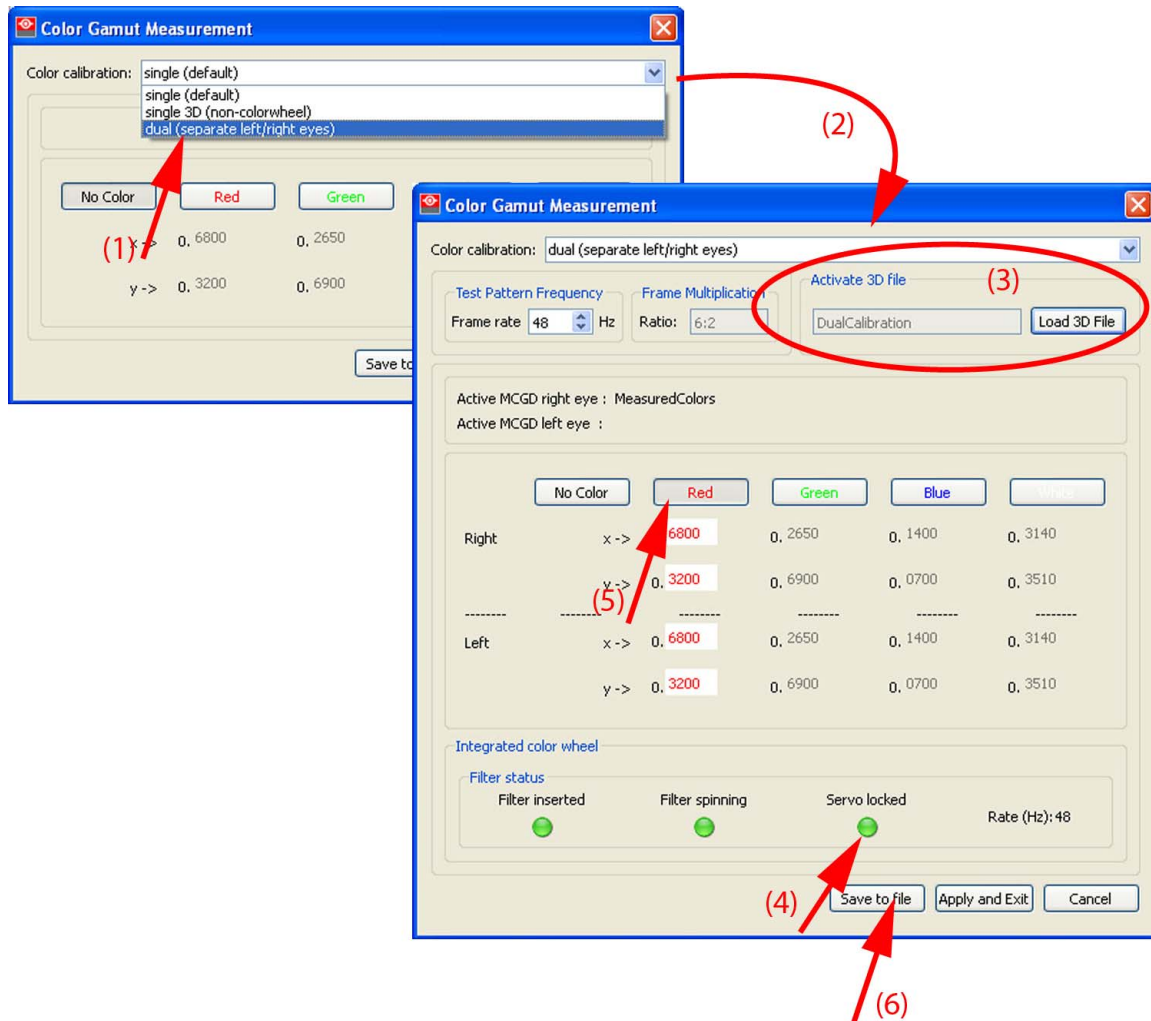 Color Gamut Measurement
Color calibration: single (default)
single (default)
single 3D (non-colorwheel)
dual (separate left/right eyes)
(2)
No Color Red Green
(1) x -> 0. 6800 0. 2650
y -> 0. 3200 0. 6900
Save to
Color Gamut Measurement
Color calibration: dual (separate left/right eyes)
Test Pattern Frequency Frame Multiplication Activate 3D file (3)
Frame rate 48 Hz Ratio: 6:2 DualCalibration Load 3D File
Active MCGD right eye : MeasuredColors
Active MCGD left eye :
No Color Red Green Blue White
Right x -> 6800 0. 2650 0. 1400 0. 3140
y -> 0. 3200 0. 6900 0. 0700 0. 3510
(5)
-------- -------- -------- -------- -------- --------
Left x -> 0. 6800 0. 2650 0. 1400 0. 3140
y -> 0. 3200 0. 6900 0. 0700 0. 3510
Integrated color wheel
Filter status
Filter inserted Filter spinning Servo locked
Rate (Hz): 48
(4) Save to file Apply and Exit Cancel
(6)